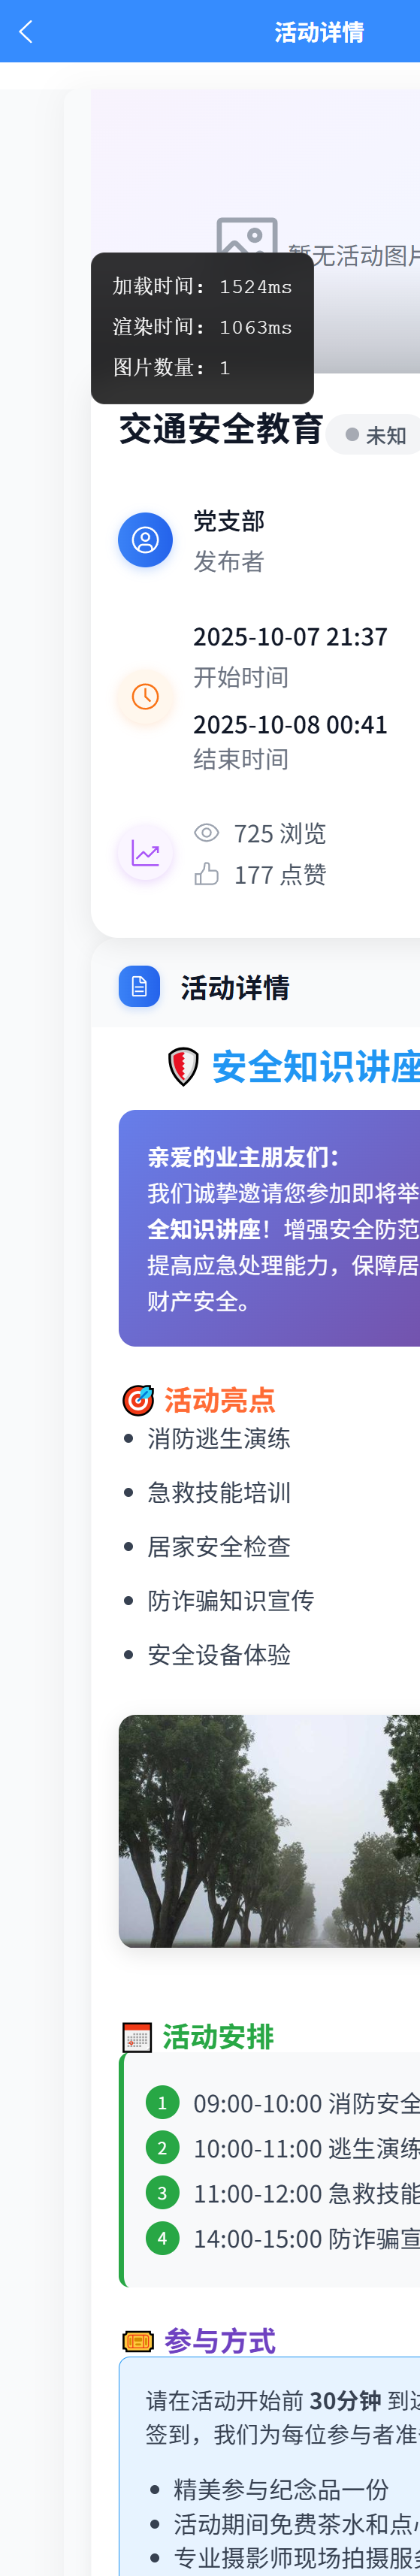 活动详情
暂无活动图片
加载时间: 1524ms
渲染时间: 1063ms
图片数量: 1
交通安全教育
未知
党支部
发布者
2025-10-07 21:37
开始时间
2025-10-08 00:41
结束时间
725 浏览
177 点赞
活动详情
安全知识讲座
亲爱的业主朋友们：
我们诚挚邀请您参加即将举
全知识讲座！增强安全防范
提高应急处理能力，保障居
财产安全。
活动亮点
消防逃生演练
急救技能培训
居家安全检查
防诈骗知识宣传
安全设备体验
活动安排
1 09:00-10:00 消防安全
2 10:00-11:00 逃生演练
3 11:00-12:00 急救技能
4 14:00-15:00 防诈骗宣
参与方式
请在活动开始前 30分钟 到达
签到，我们为每位参与者准备
精美参与纪念品一份
活动期间免费茶水和点心
专业摄影师现场拍摄服务